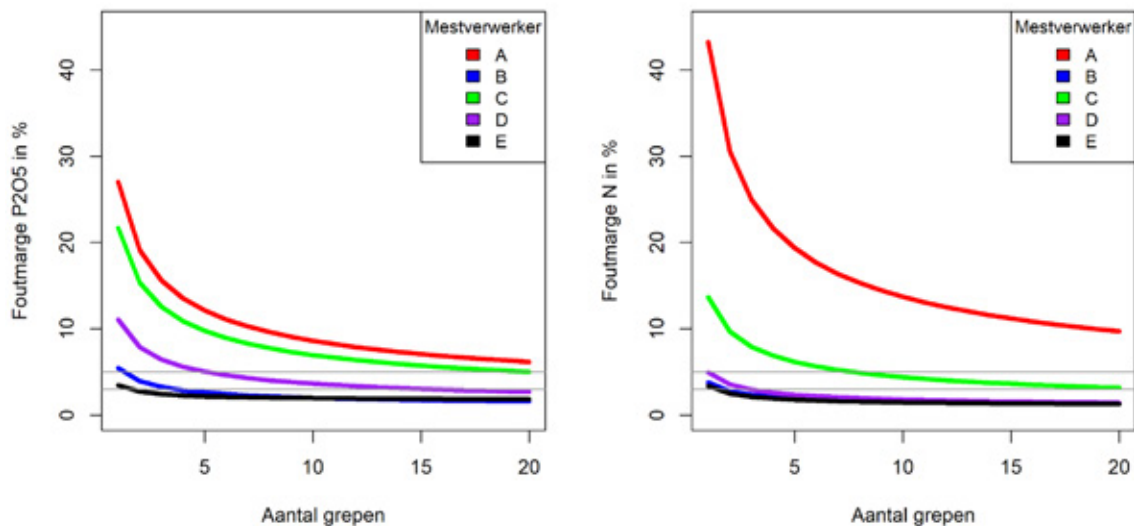 Foutmarge P2O5 in %
0
10
20
30
40
Mestverwerker
A
B
C
D
E
5
10
15
20
Aantal grepen
Foutmarge N in %
0
10
20
30
40
Mestverwerker
A
B
C
D
E
5
10
15
20
Aantal grepen